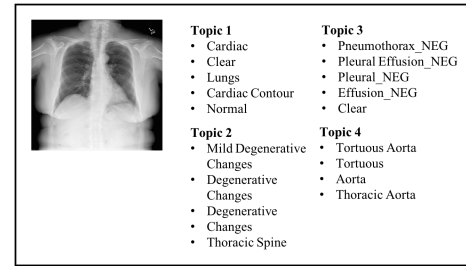 Topic 1
• Cardiac
• Clear
• Lungs
• Cardiac Contour
• Normal
Topic 2
• Mild Degenerative
Changes
• Degenerative
Changes
• Degenerative
• Changes
• Thoracic Spine
Topic 3
• Pneumothorax_NEG
• Pleural Effusion_NEG
• Pleural_NEG
• Effusion_NEG
• Clear
Topic 4
• Tortuous Aorta
• Tortuous
• Aorta
• Thoracic Aorta